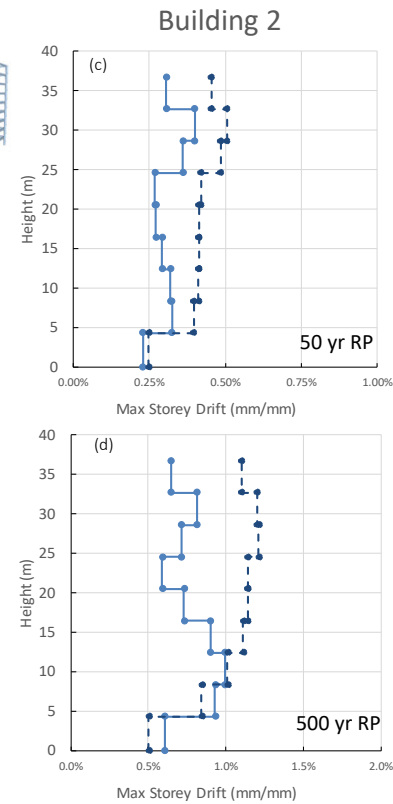 Building 2
(c)
40
35
30
25
20
15
10
5
0
Height (m)
50 yr RP
0.00% 0.25% 0.50% 0.75% 1.00%
Max Storey Drift (mm/mm)
(d)
40
35
30
25
20
15
10
5
0
Height (m)
500 yr RP
0.0% 0.5% 1.0% 1.5% 2.0%
Max Storey Drift (mm/mm)